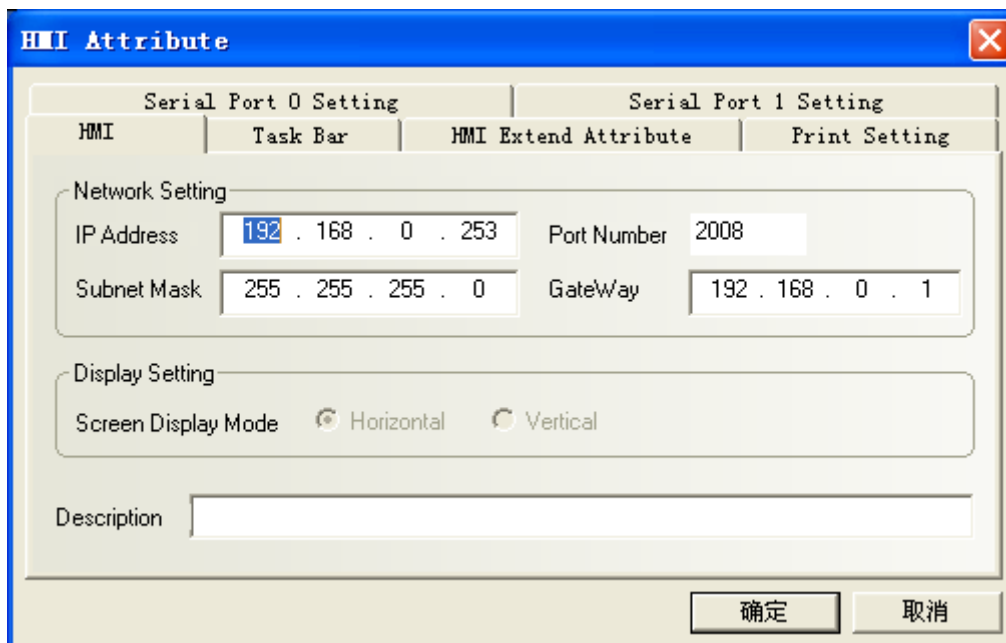 HMI Attribute
Serial Port 0 Setting Serial Port 1 Setting
HMI Task Bar HMI Extend Attribute Print Setting
Network Setting
IP Address 192 . 168 . 0 . 253 Port Number 2008
Subnet Mask 255 . 255 . 255 . 0 GateWay 192 . 168 . 0 . 1
Display Setting
Screen Display Mode Horizontal Vertical
Description
确定 取消